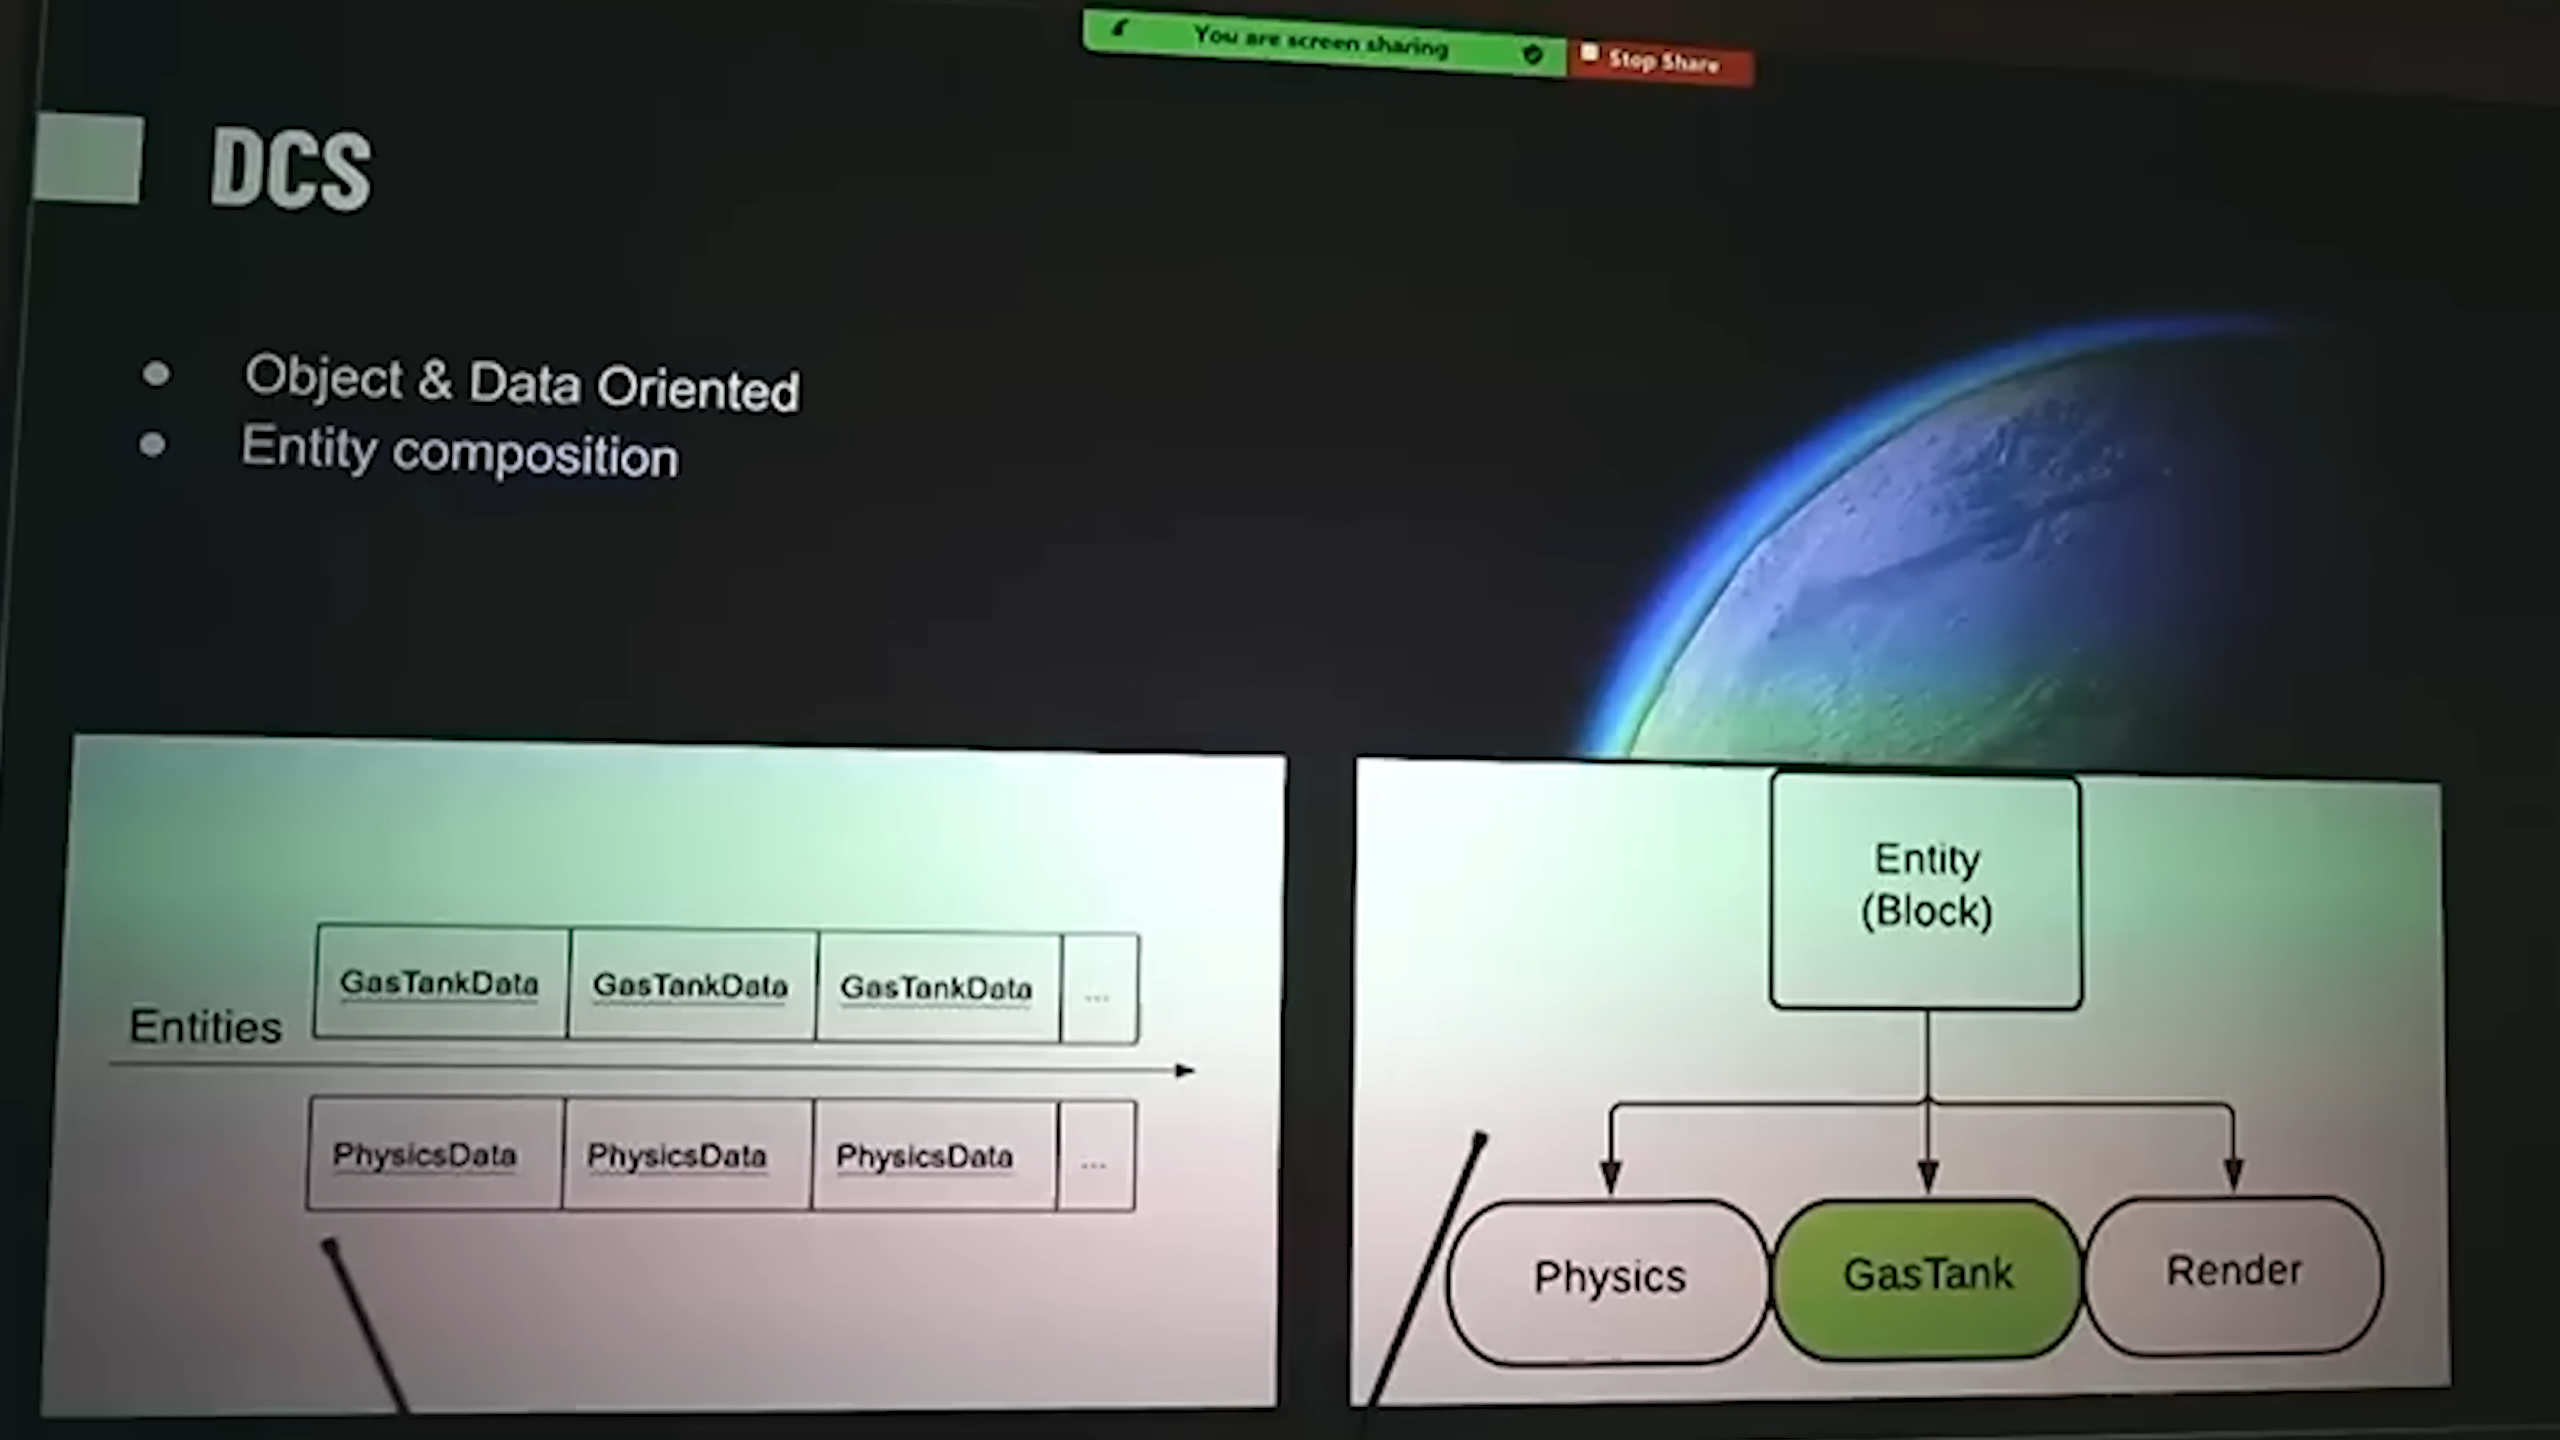 You are screen sharing
Stop Share
DCS
Object & Data Oriented
Entity composition
Entities
GasTankData GasTankData GasTankData ...
PhysicsData PhysicsData PhysicsData ...
Entity
(Block)
Physics GasTank Render